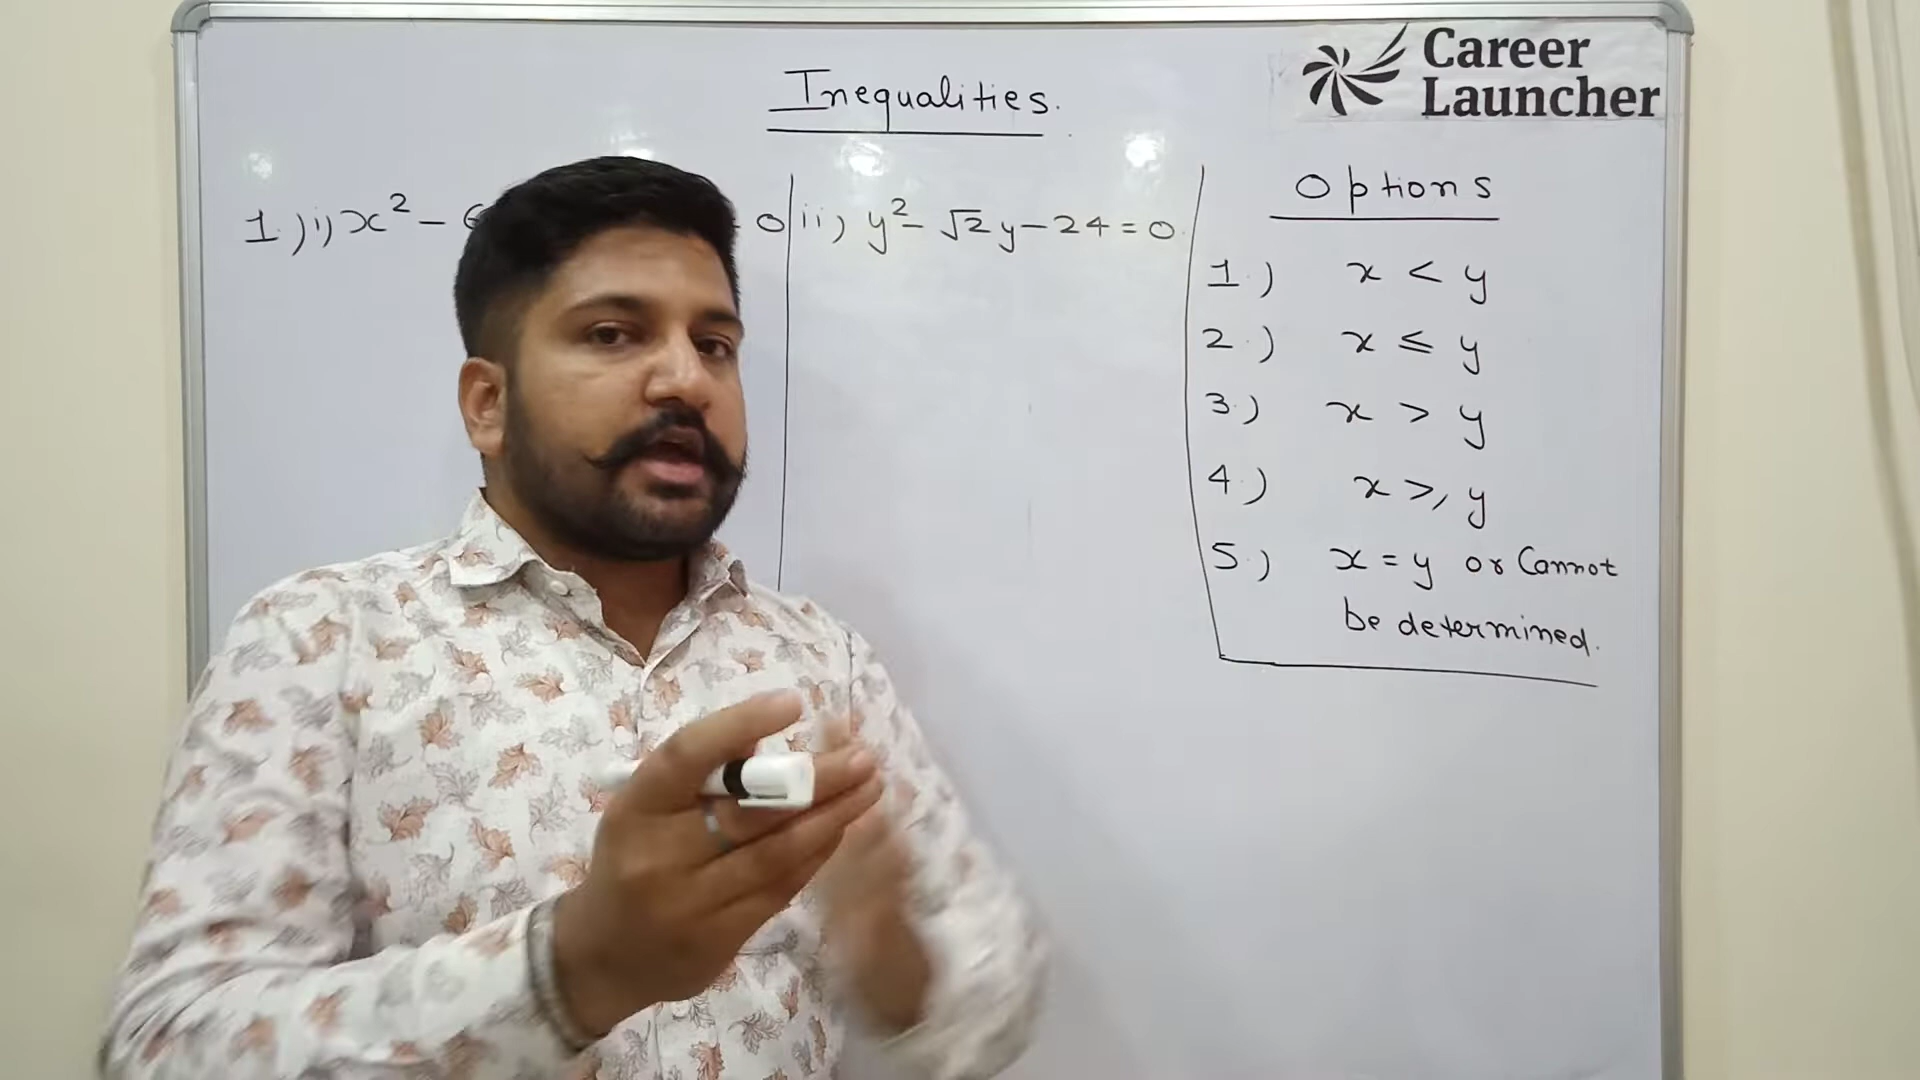 Career
Launcher
Inequalities.
1.) i) x² -
0
ii) y² - √2y - 24 = 0
Options
1.) x < y
2.) x ≤ y
3.) x > y
4.) x ≥ y
5.) x = y or Cannot
be determined.